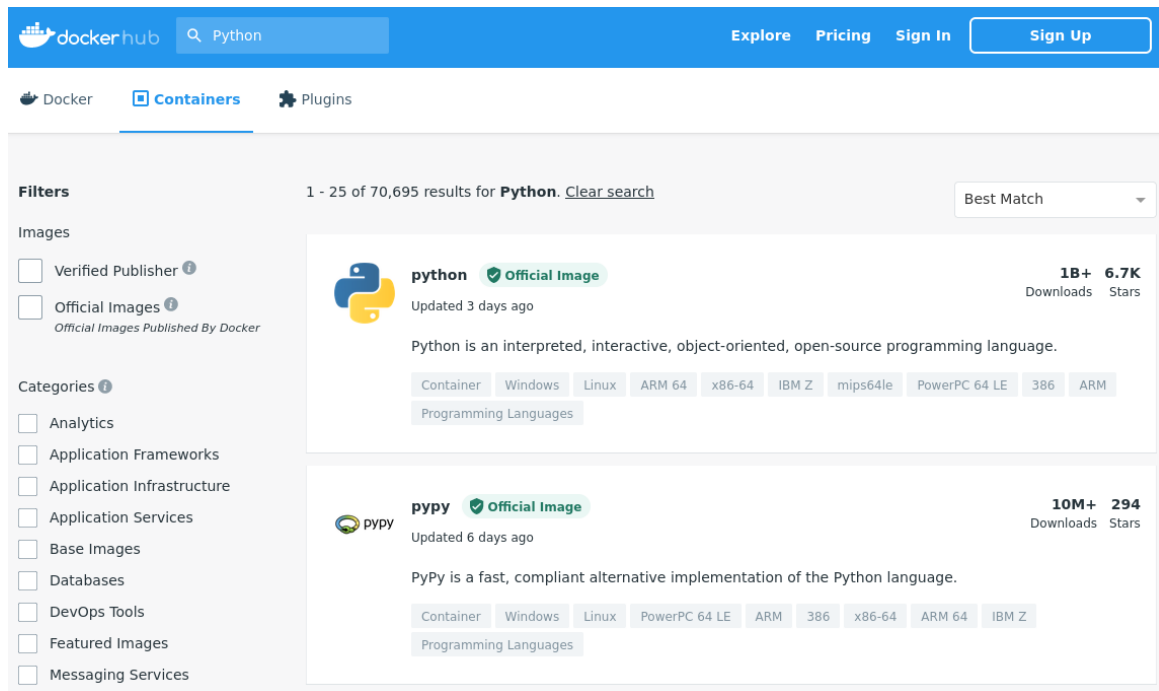 dockerhub
Python
Explore
Pricing
Sign In
Sign Up
Docker
Containers
Plugins
Filters
Images
Verified Publisher
Official Images
Official Images Published By Docker
Categories
Analytics
Application Frameworks
Application Infrastructure
Application Services
Base Images
Databases
DevOps Tools
Featured Images
Messaging Services
1 - 25 of 70,695 results for Python. Clear search
Best Match
python Official Image
Updated 3 days ago
1B+ 6.7K
Downloads Stars
Python is an interpreted, interactive, object-oriented, open-source programming language.
Container Windows Linux ARM 64 x86-64 IBM Z mips64le PowerPC 64 LE 386 ARM
Programming Languages
pypy
pypy Official Image
Updated 6 days ago
10M+ 294
Downloads Stars
PyPy is a fast, compliant alternative implementation of the Python language.
Container Windows Linux PowerPC 64 LE ARM 386 x86-64 ARM 64 IBM Z
Programming Languages